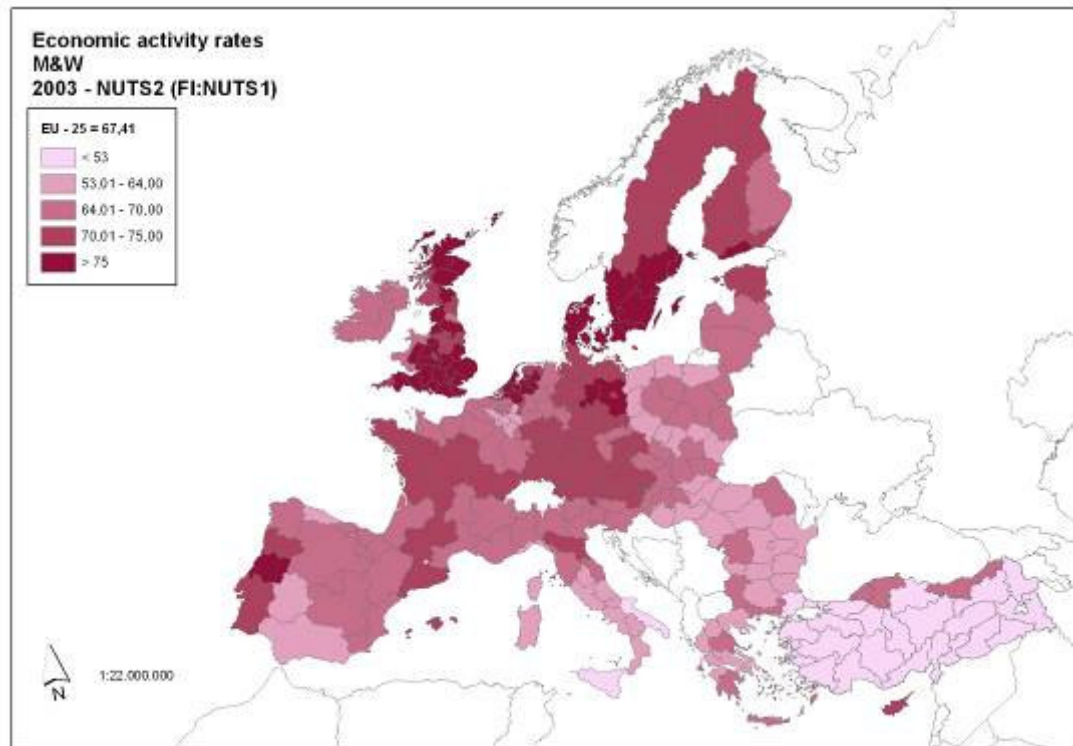 Economic activity rates
M&W
2003 - NUTS2 (FI:NUTS1)
EU - 25 = 67,41
< 53
53,01 - 64,00
64,01 - 70,00
70,01 - 75,00
> 75
N
1:22.000.000